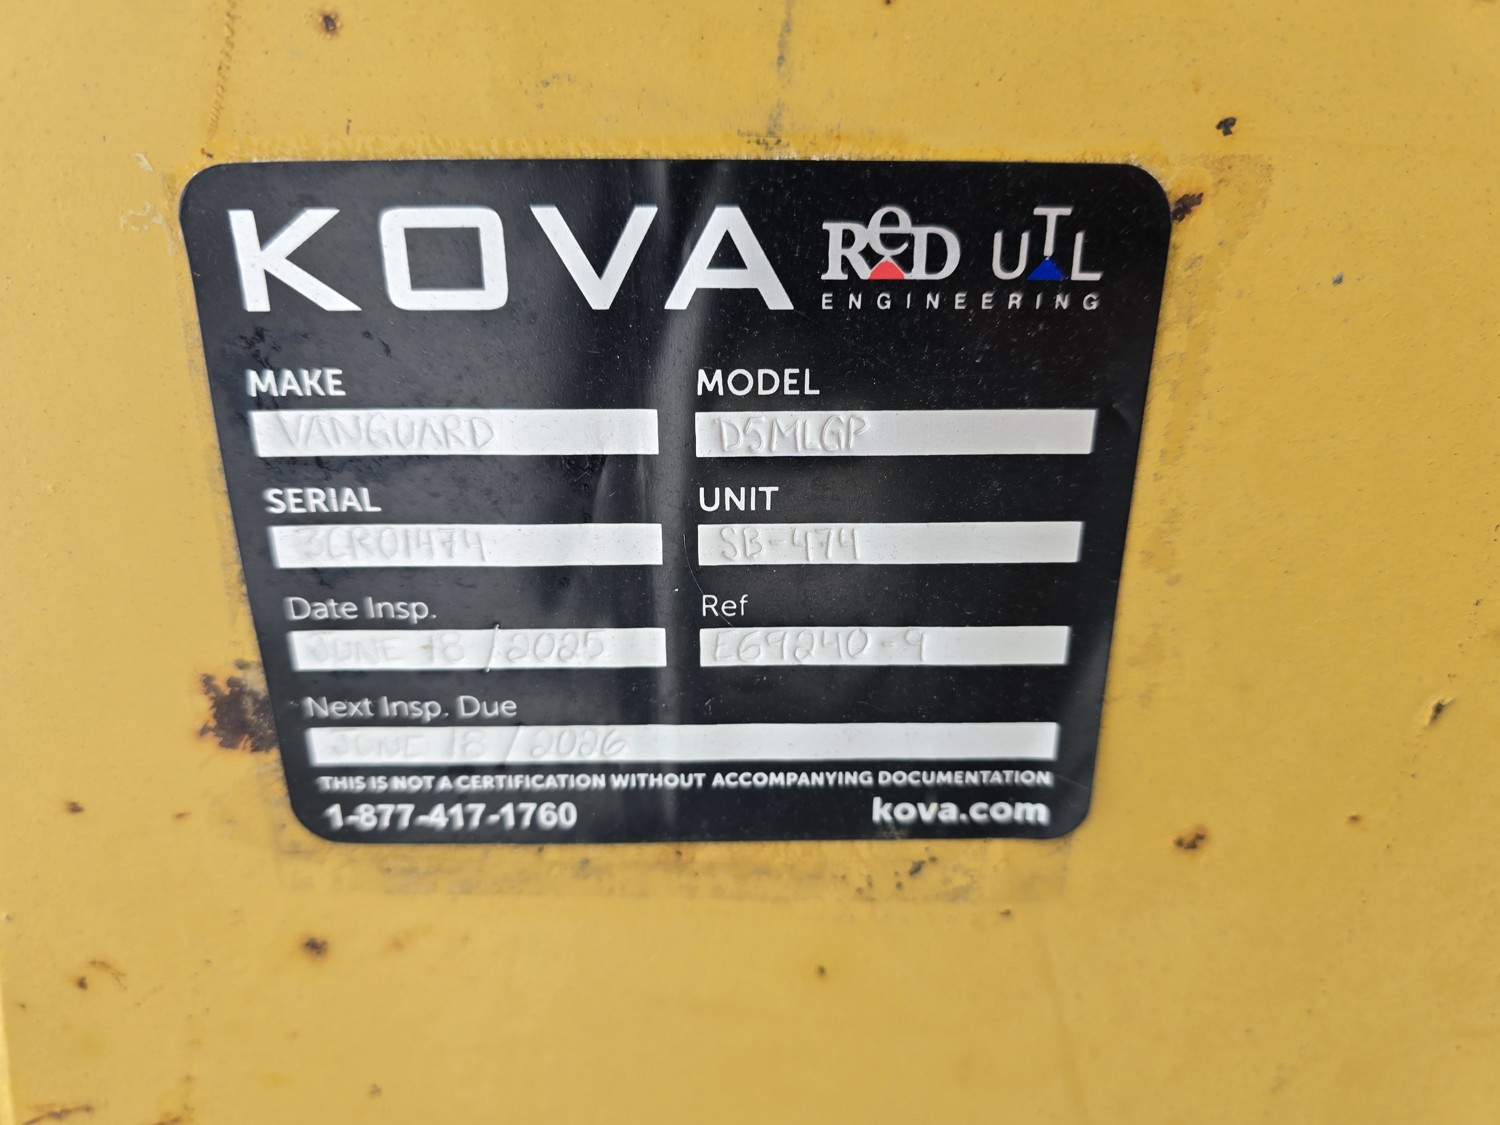 KOVA ReD UTL
ENGINEERING
MAKE MODEL
VANGUARD D5MLGP
SERIAL UNIT
3CR01474 SB-474
Date Insp. Ref
JUNE 18/2025 E69240-9
Next Insp. Due
JUNE 18/2026
THIS IS NOT A CERTIFICATION WITHOUT ACCOMPANYING DOCUMENTATION
1-877-417-1760 kova.com